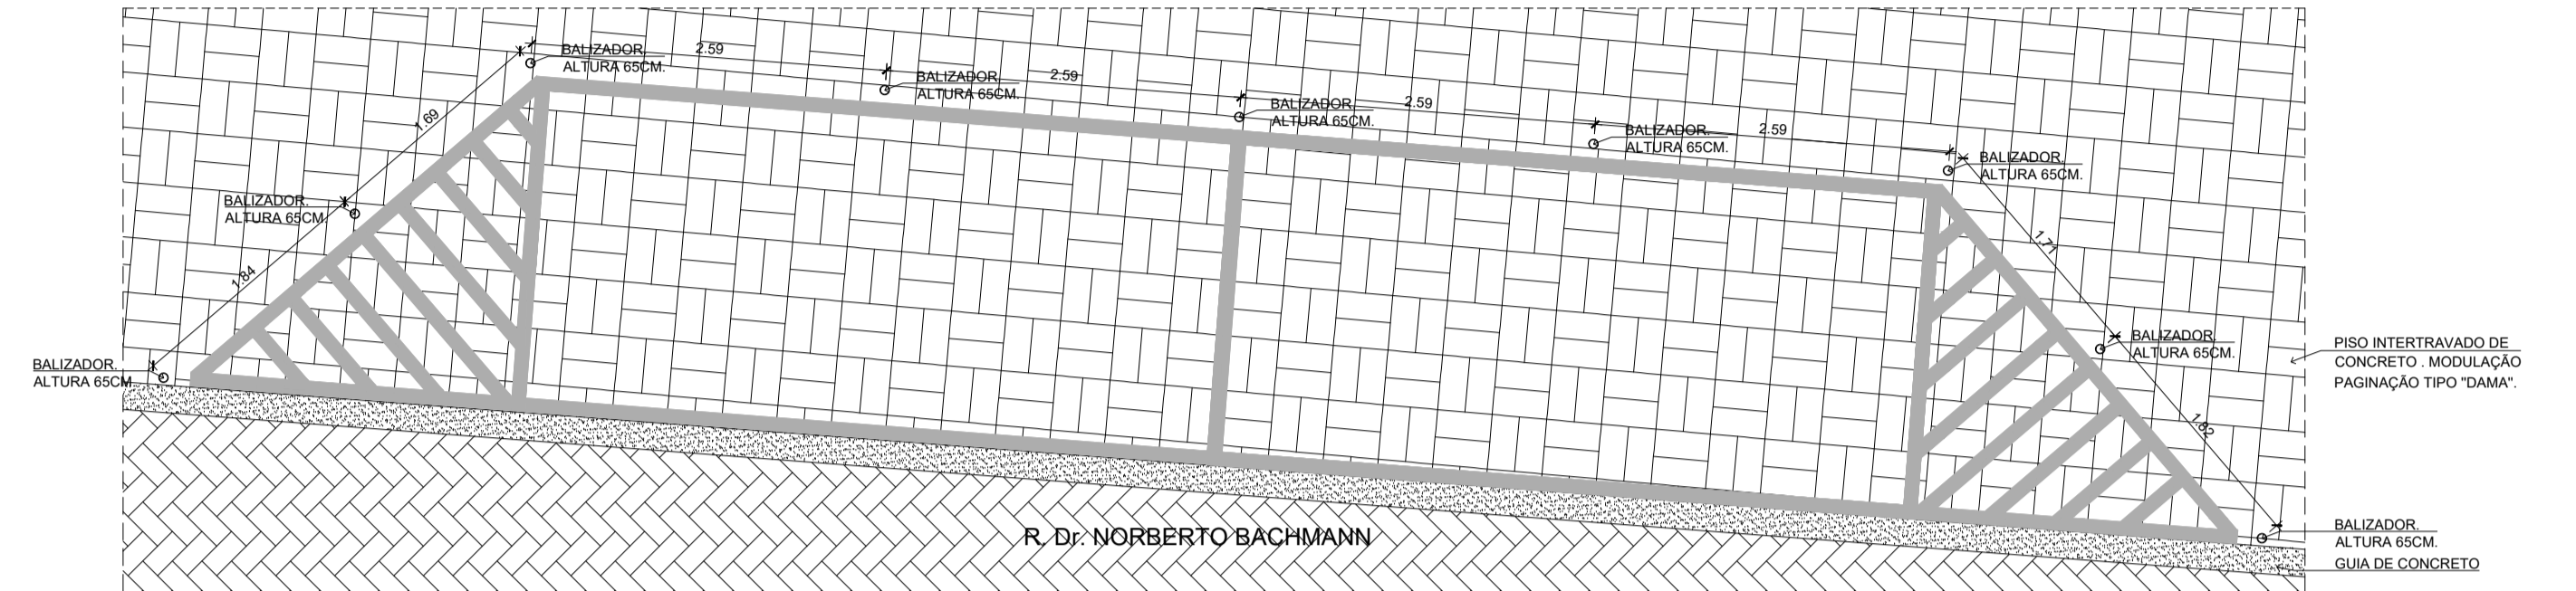 BALIZADOR.
ALTURA 65CM.
2.59
BALIZADOR.
ALTURA 65CM.
2.59
BALIZADOR.
ALTURA 65CM.
2.59
BALIZADOR.
ALTURA 65CM.
2.59
BALIZADOR.
ALTURA 65CM.
1.69
BALIZADOR.
ALTURA 65CM.
1.84
BALIZADOR.
ALTURA 65CM.
1.71
BALIZADOR.
ALTURA 65CM.
1.82
PISO INTERTRAVADO DE
CONCRETO . MODULAÇÃO
PAGINAÇÃO TIPO "DAMA".
R. Dr. NORBERTO BACHMANN
BALIZADOR.
ALTURA 65CM.
GUIA DE CONCRETO